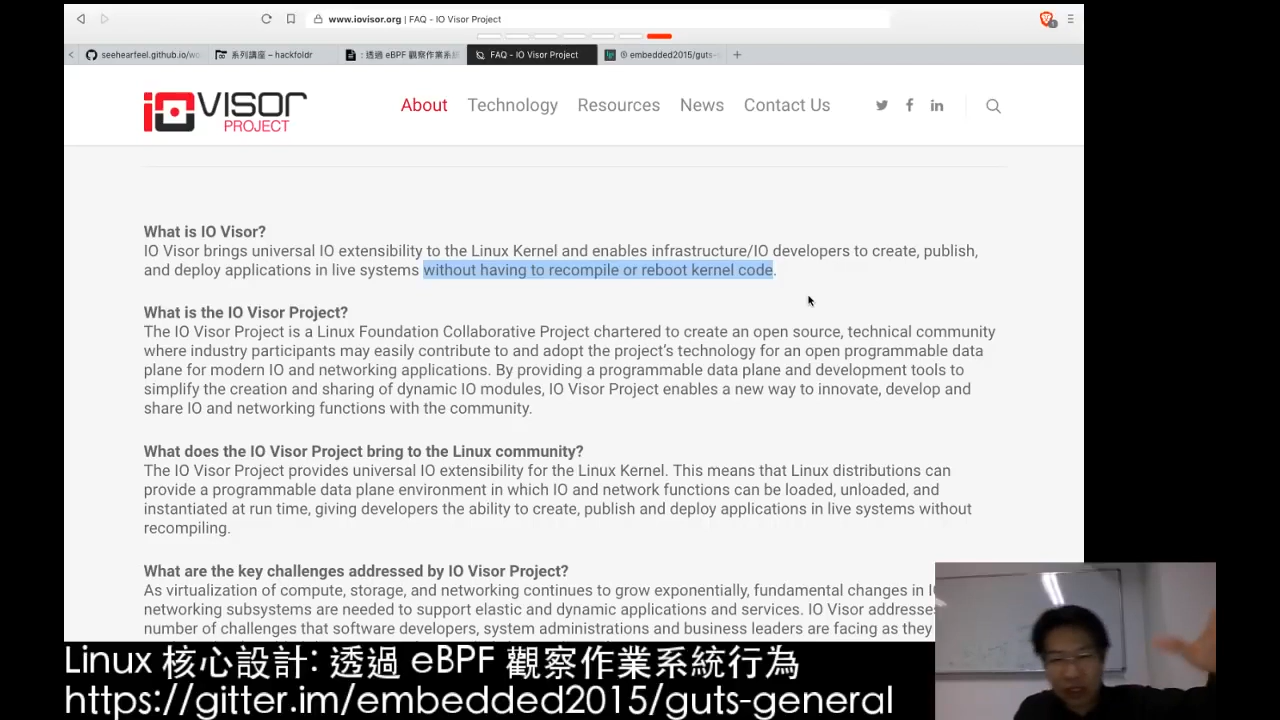 www.iovisor.org | FAQ - IO Visor Project
seehearfeel.github.io/wo
系列講座 – hackfoldr
: 透過 eBPF 觀察作業系統
FAQ - IO Visor Project
embedded2015/guts-
IOVISOR
PROJECT
About
Technology
Resources
News
Contact Us
What is IO Visor?
IO Visor brings universal IO extensibility to the Linux Kernel and enables infrastructure/IO developers to create, publish,
and deploy applications in live systems without having to recompile or reboot kernel code.
What is the IO Visor Project?
The IO Visor Project is a Linux Foundation Collaborative Project chartered to create an open source, technical community
where industry participants may easily contribute to and adopt the project's technology for an open programmable data
plane for modern IO and networking applications. By providing a programmable data plane and development tools to
simplify the creation and sharing of dynamic IO modules, IO Visor Project enables a new way to innovate, develop and
share IO and networking functions with the community.
What does the IO Visor Project bring to the Linux community?
The IO Visor Project provides universal IO extensibility for the Linux Kernel. This means that Linux distributions can
provide a programmable data plane environment in which IO and network functions can be loaded, unloaded, and
instantiated at run time, giving developers the ability to create, publish and deploy applications in live systems without
recompiling.
What are the key challenges addressed by IO Visor Project?
As virtualization of compute, storage, and networking continues to grow exponentially, fundamental changes in I
networking subsystems are needed to support elastic and dynamic applications and services. IO Visor addresse
number of challenges that software developers, system administrations and business leaders are facing as they
Linux 核心設計: 透過 eBPF 觀察作業系統行為
https://gitter.im/embedded2015/guts-general